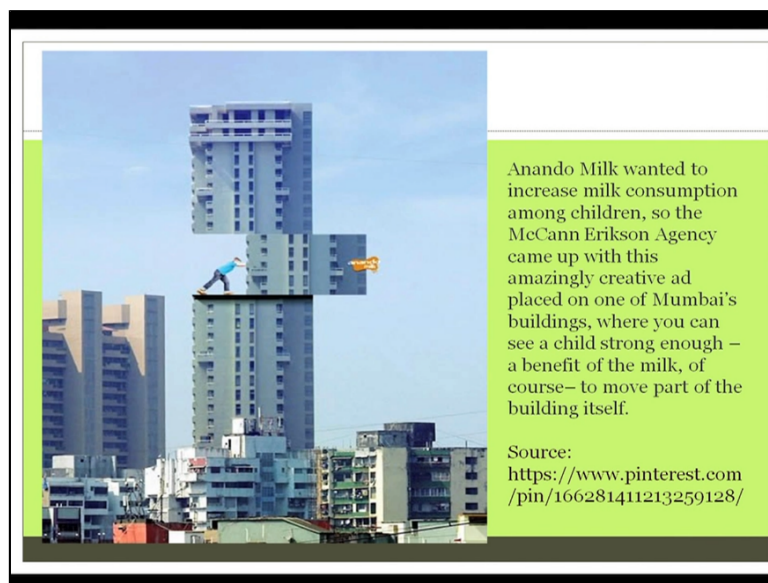 Anando Milk wanted to
increase milk consumption
among children, so the
McCann Erikson Agency
came up with this
amazingly creative ad
placed on one of Mumbai's
buildings, where you can
see a child strong enough –
a benefit of the milk, of
course– to move part of the
building itself.
Source:
https://www.pinterest.com
/pin/166281411213259128/